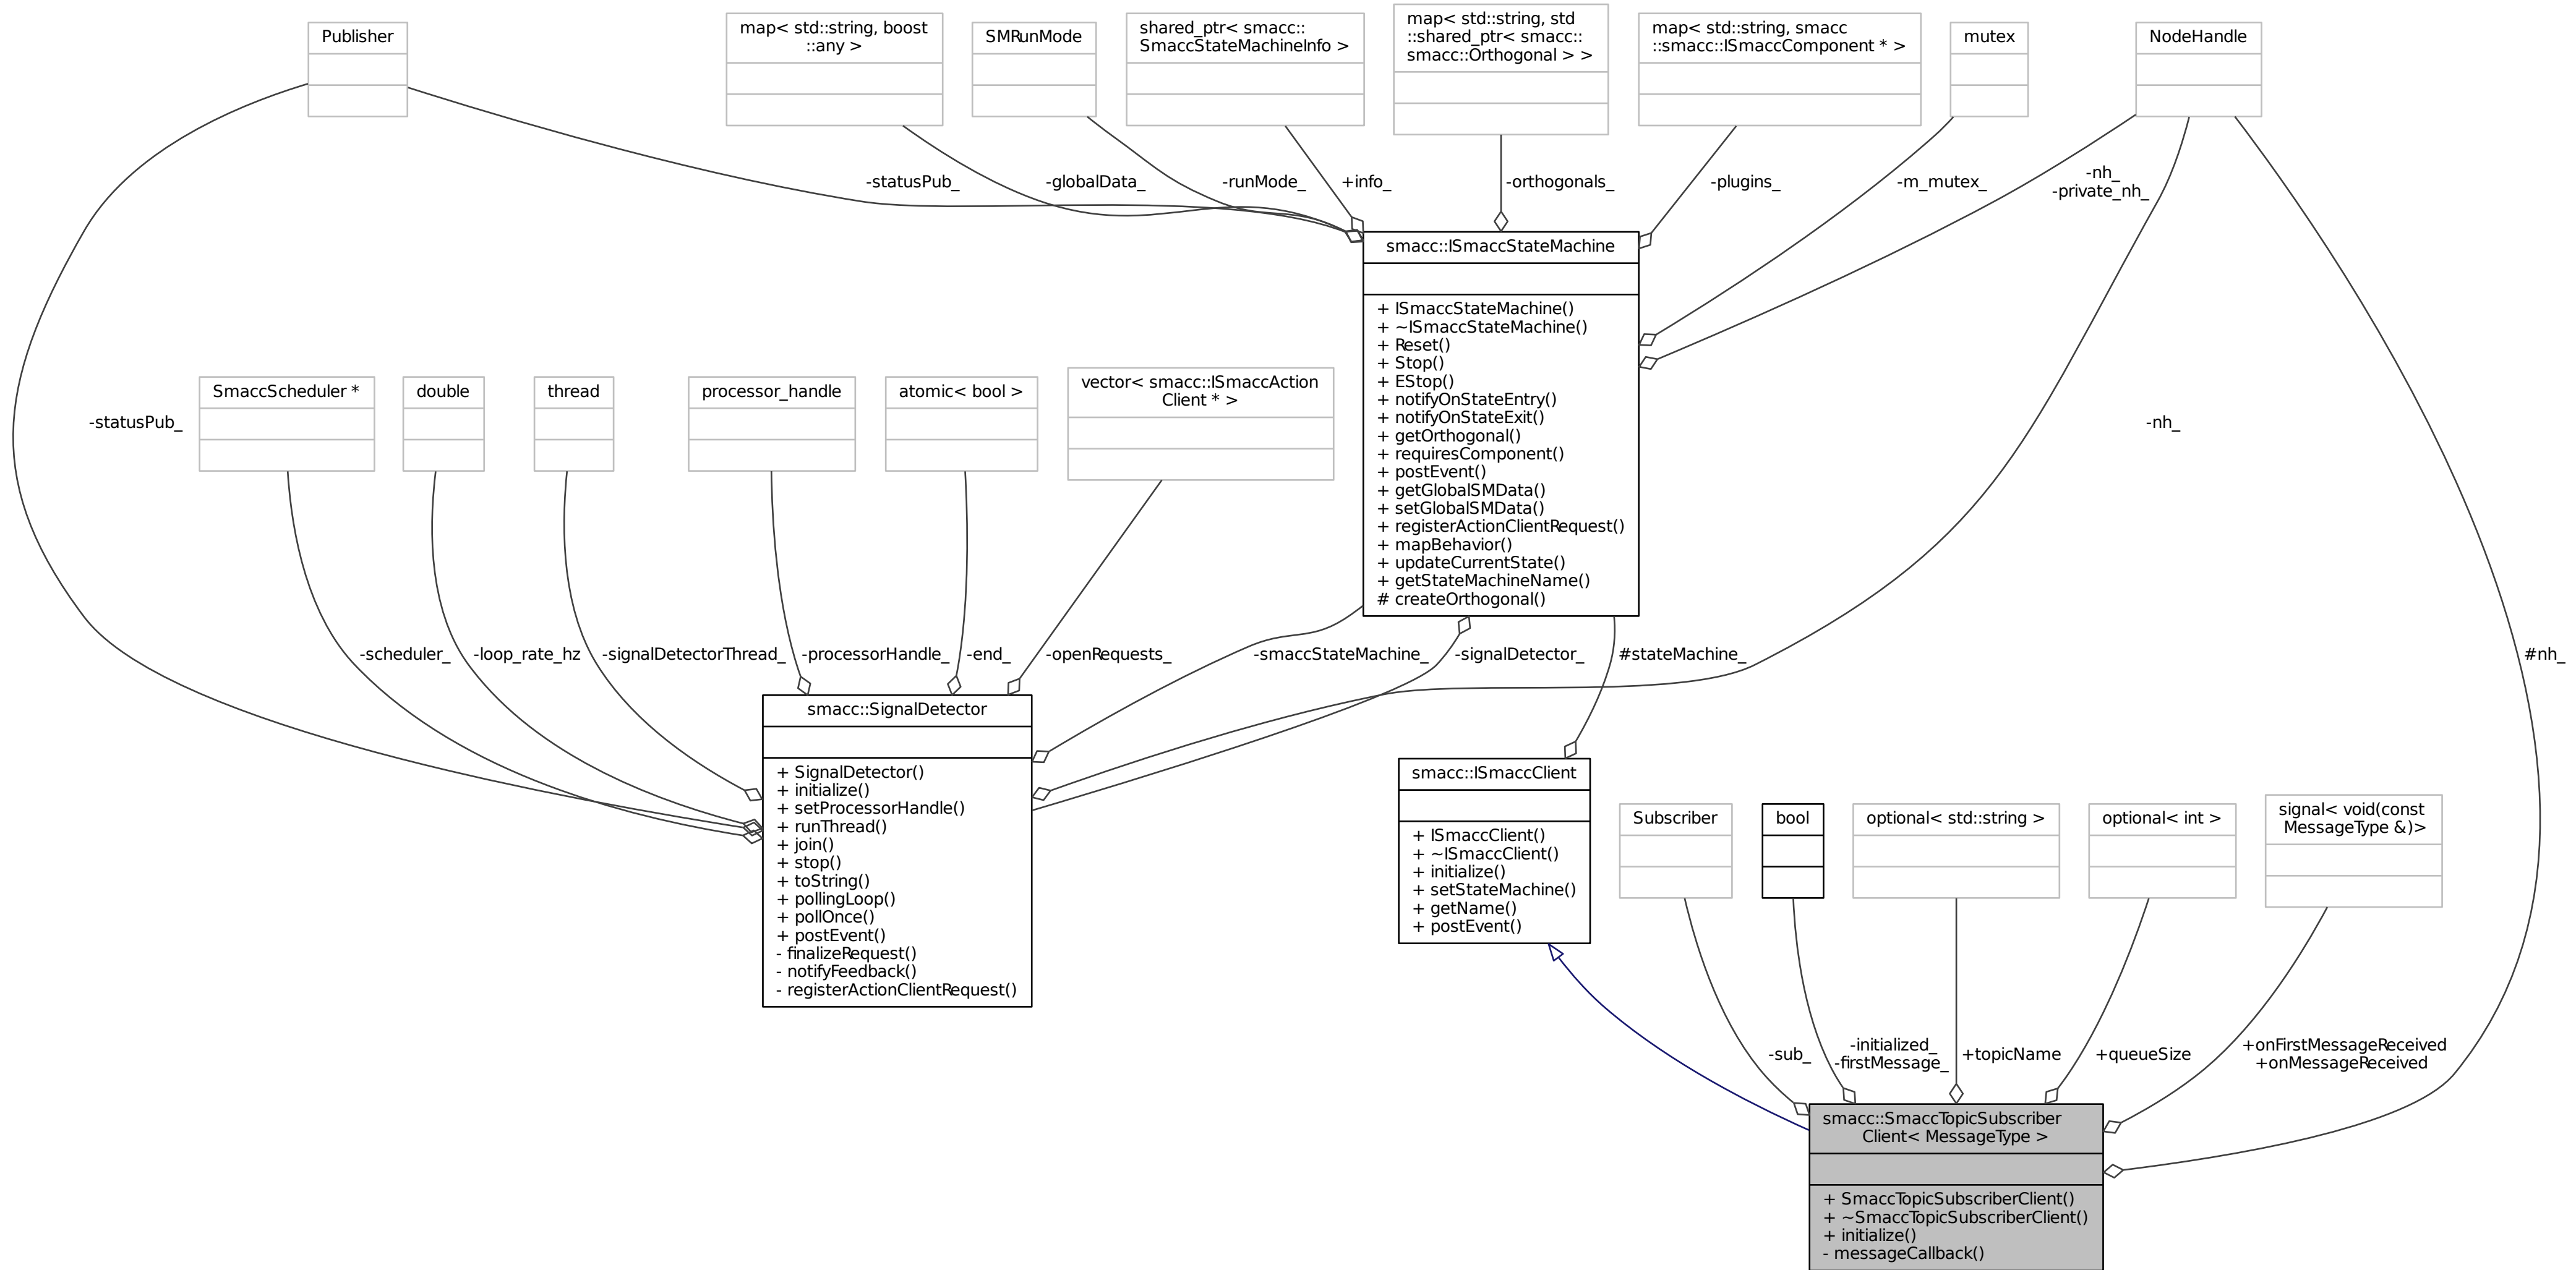 Publisher
map< std::string, boost
::any >
SMRunMode
shared_ptr< smacc::
SmaccStateMachineInfo >
map< std::string, std
::shared_ptr< smacc::
smacc::Orthogonal > >
map< std::string, smacc
::smacc::ISmaccComponent * >
mutex
NodeHandle
-statusPub_
-globalData_
-runMode_
+info_
-orthogonals_
-plugins_
-m_mutex_
-nh_
-private_nh_
smacc::ISmaccStateMachine
+ ISmaccStateMachine()
+ ~ISmaccStateMachine()
+ Reset()
+ Stop()
+ EStop()
+ notifyOnStateEntry()
+ notifyOnStateExit()
+ getOrthogonal()
+ requiresComponent()
+ postEvent()
+ getGlobalSMData()
+ setGlobalSMData()
+ registerActionClientRequest()
+ mapBehavior()
+ updateCurrentState()
+ getStateMachineName()
# createOrthogonal()
-statusPub_
SmaccScheduler *
double
thread
processor_handle
atomic< bool >
vector< smacc::ISmaccAction
Client * >
-nh_
-scheduler_
-loop_rate_hz
-signalDetectorThread_
-processorHandle_
-end_
-openRequests_
-smaccStateMachine_
-signalDetector_
#stateMachine_
#nh_
smacc::SignalDetector
+ SignalDetector()
+ initialize()
+ setProcessorHandle()
+ runThread()
+ join()
+ stop()
+ toString()
+ pollingLoop()
+ pollOnce()
+ postEvent()
- finalizeRequest()
- notifyFeedback()
- registerActionClientRequest()
smacc::ISmaccClient
+ ISmaccClient()
+ ~ISmaccClient()
+ initialize()
+ setStateMachine()
+ getName()
+ postEvent()
Subscriber
bool
optional< std::string >
optional< int >
signal< void(const
MessageType &)>
-sub_
-initialized_
-firstMessage_
+topicName
+queueSize
+onFirstMessageReceived
+onMessageReceived
smacc::SmaccTopicSubscriber
Client< MessageType >
+ SmaccTopicSubscriberClient()
+ ~SmaccTopicSubscriberClient()
+ initialize()
- messageCallback()